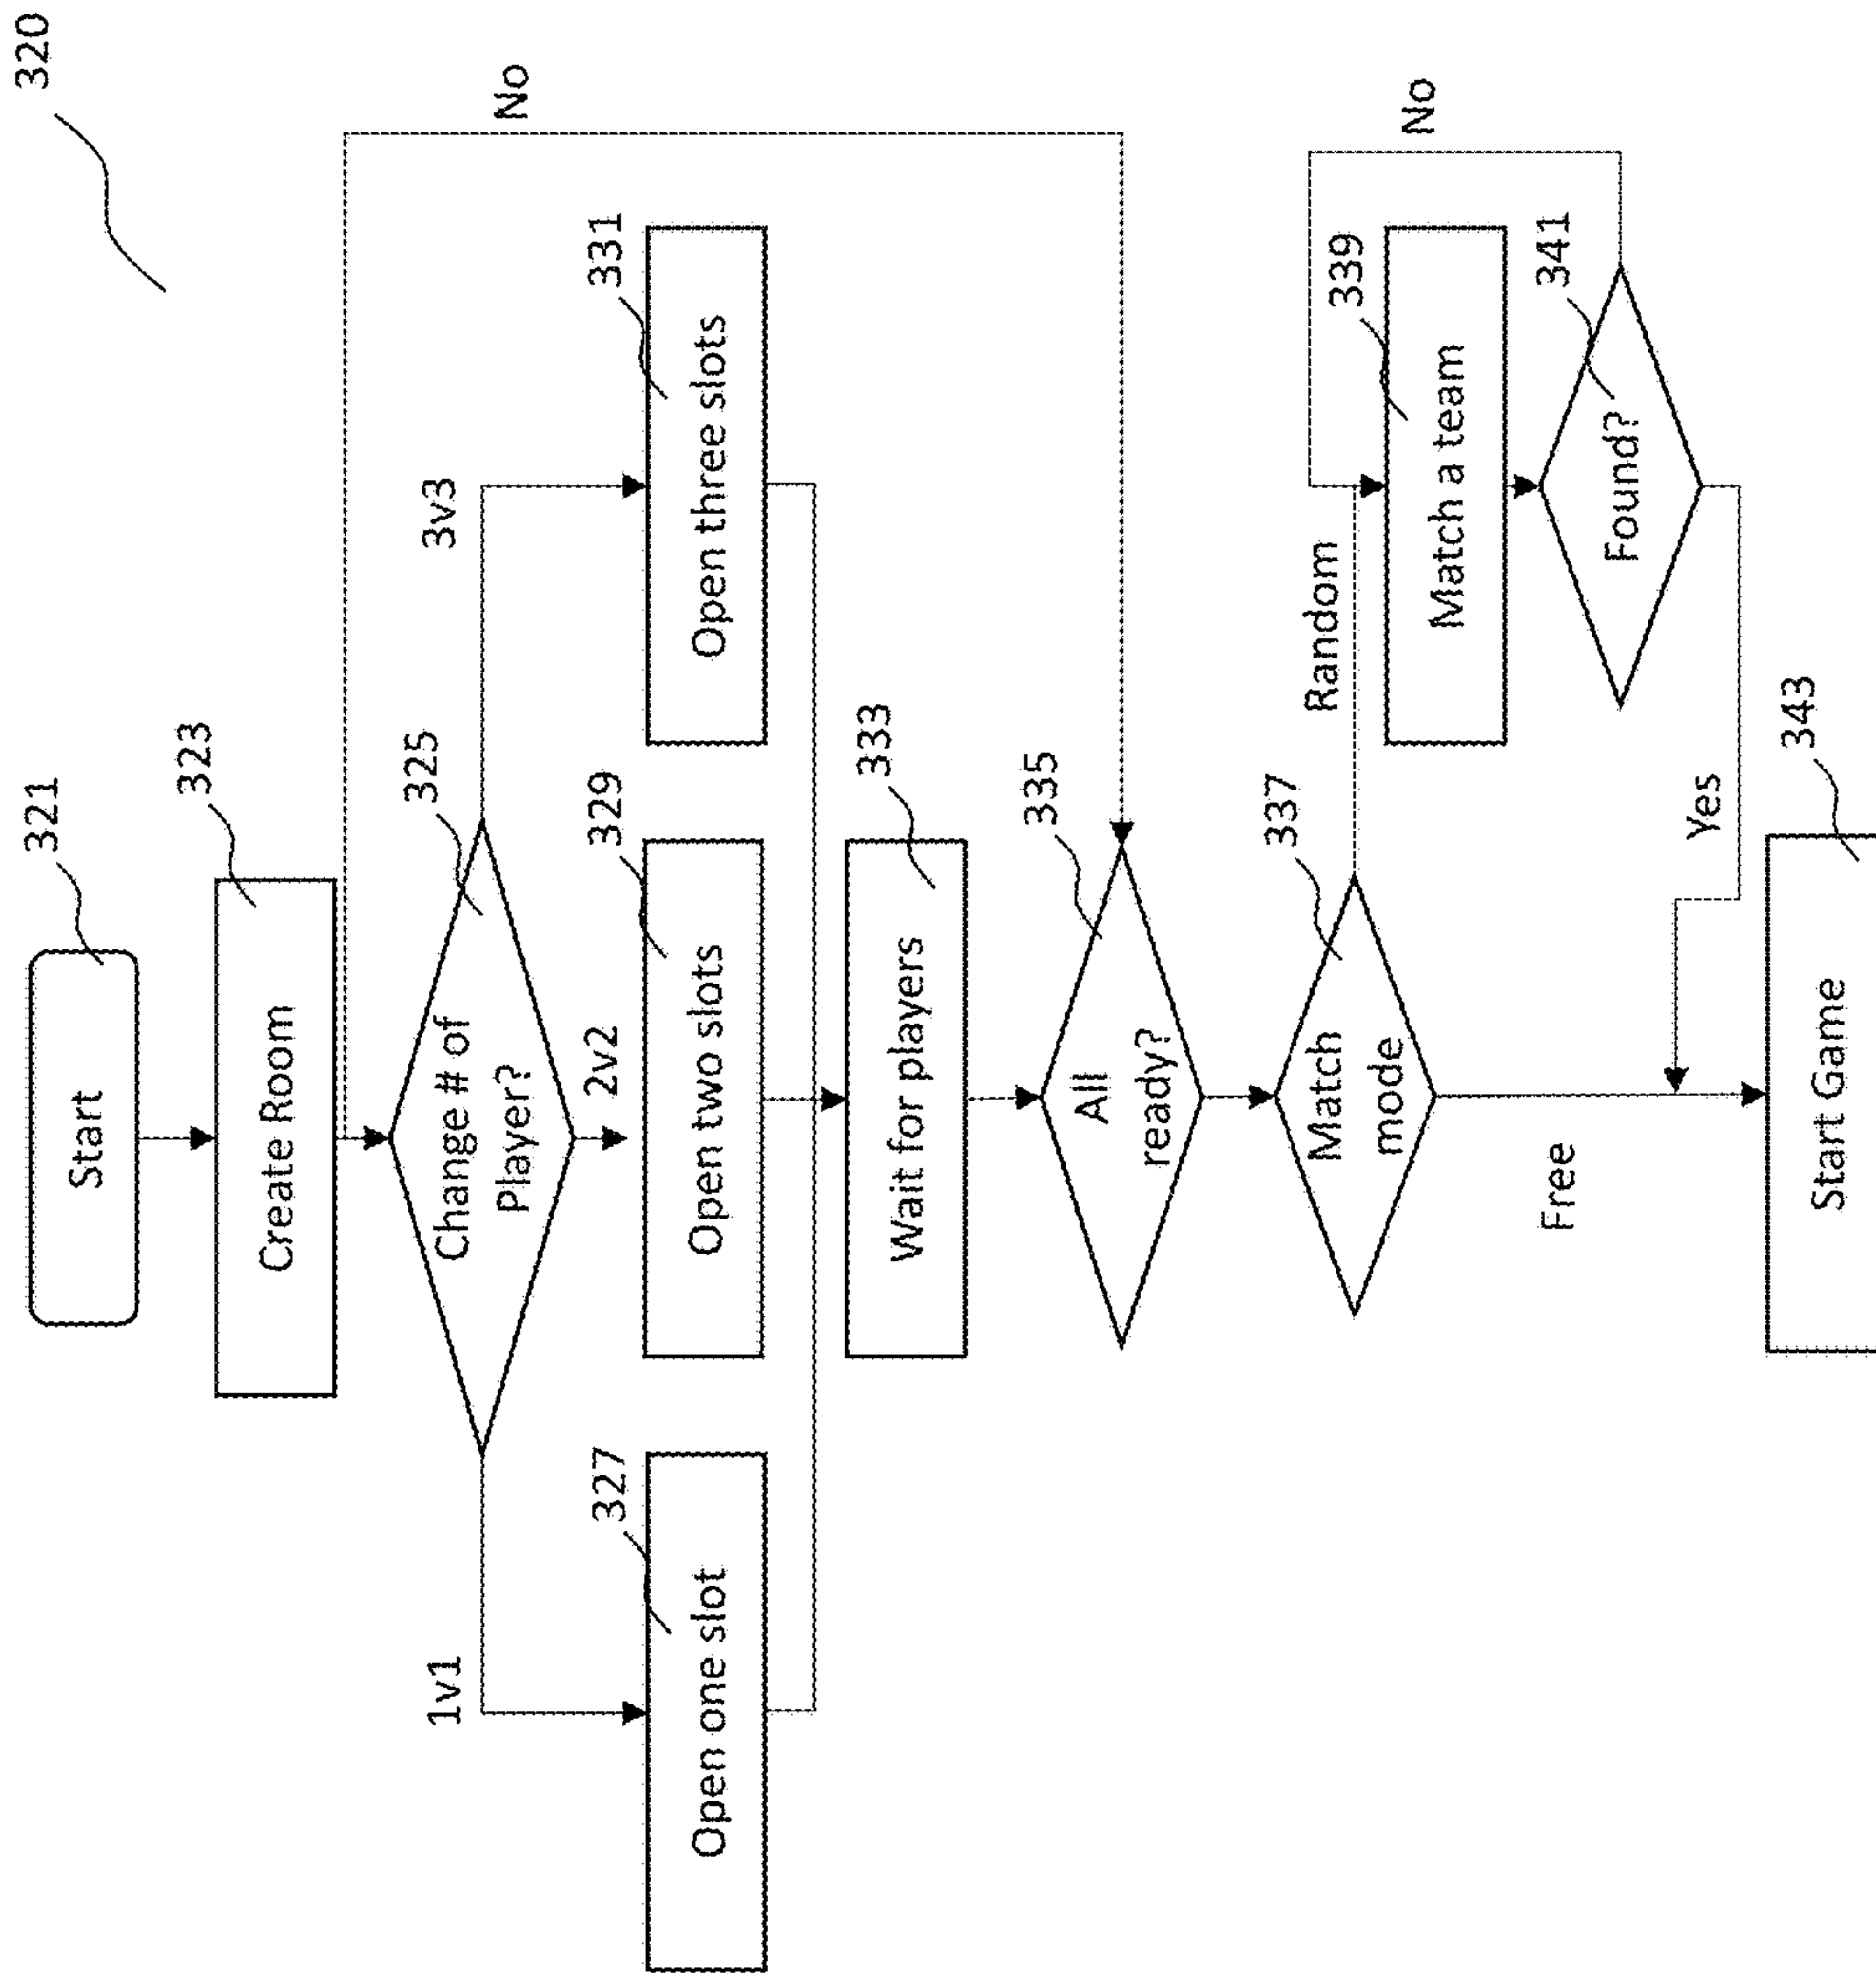 320
Start
321
Create Room
323
No
Change # of
Player?
325
1v1
2v2
3v3
Open one slot
327
Open two slots
329
Open three slots
331
Wait for players
333
All
ready?
335
Match
mode
337
Random
No
Match a team
339
Found?
341
Free
Yes
Start Game
343